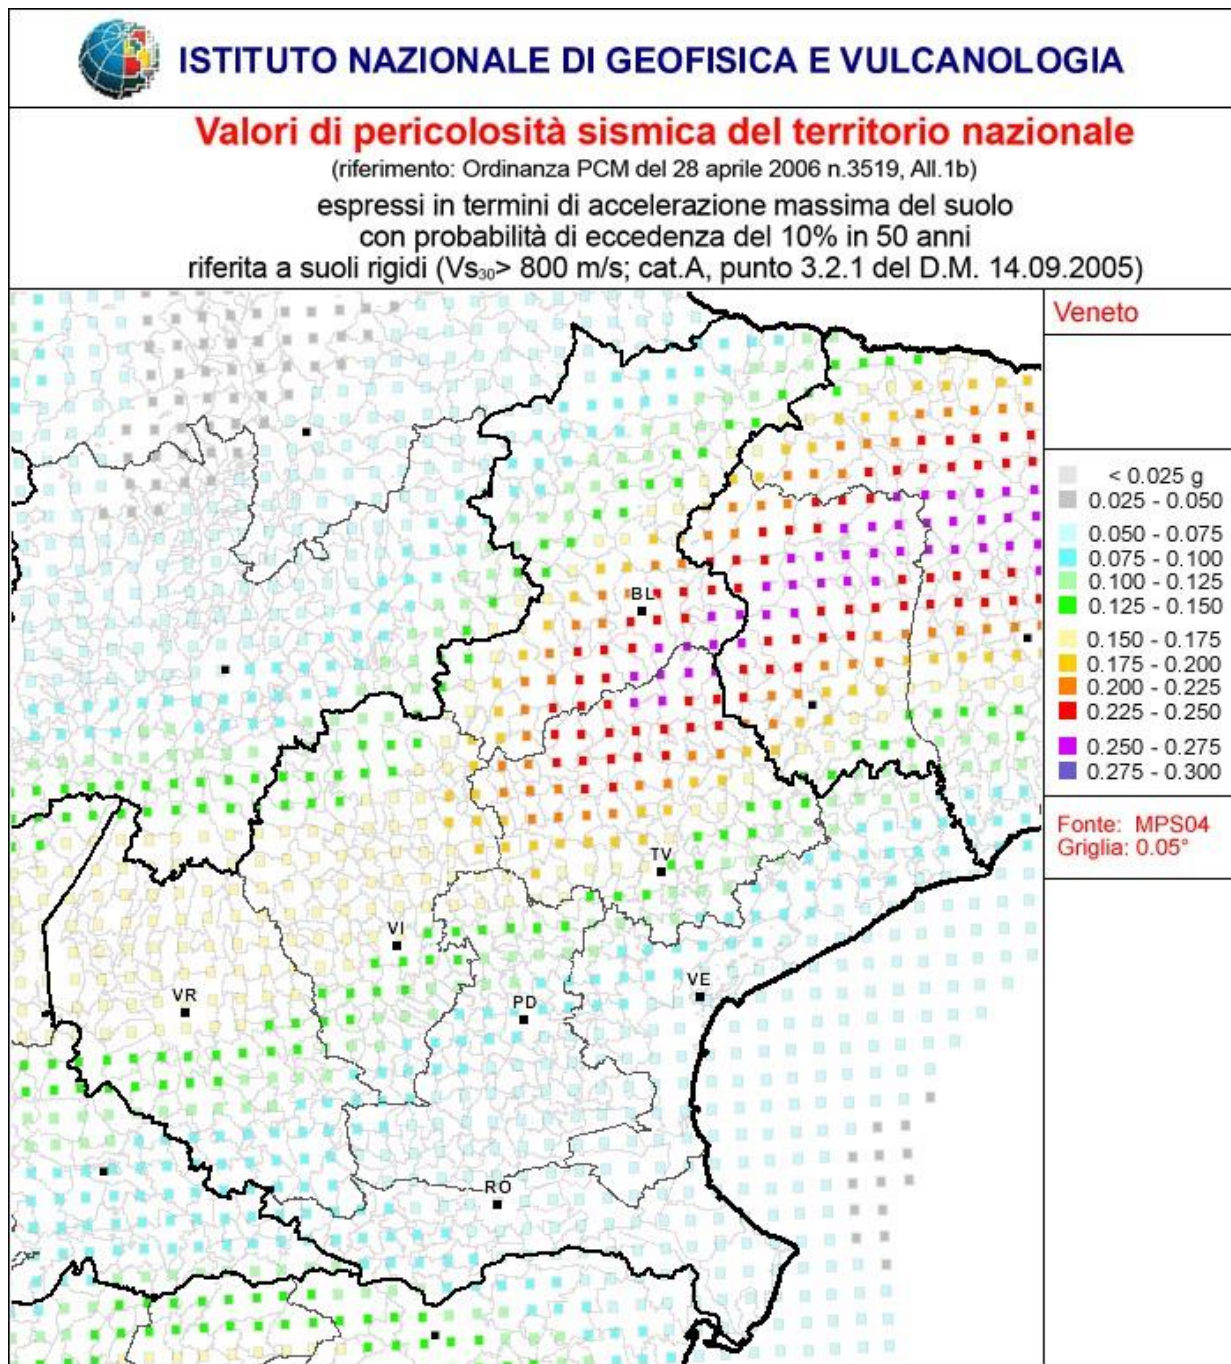 ISTITUTO NAZIONALE DI GEOFISICA E VULCANOLOGIA
Valori di pericolosità sismica del territorio nazionale
(riferimento: Ordinanza PCM del 28 aprile 2006 n.3519, All.1b)
espressi in termini di accelerazione massima del suolo
con probabilità di eccedenza del 10% in 50 anni
riferita a suoli rigidi (Vs30> 800 m/s; cat.A, punto 3.2.1 del D.M. 14.09.2005)
Veneto
< 0.025 g
0.025 - 0.050
0.050 - 0.075
0.075 - 0.100
0.100 - 0.125
0.125 - 0.150
0.150 - 0.175
0.175 - 0.200
0.200 - 0.225
0.225 - 0.250
0.250 - 0.275
0.275 - 0.300
Fonte: MPS04
Griglia: 0.05°
BL
TV
VI
VR
PD
VE
RO